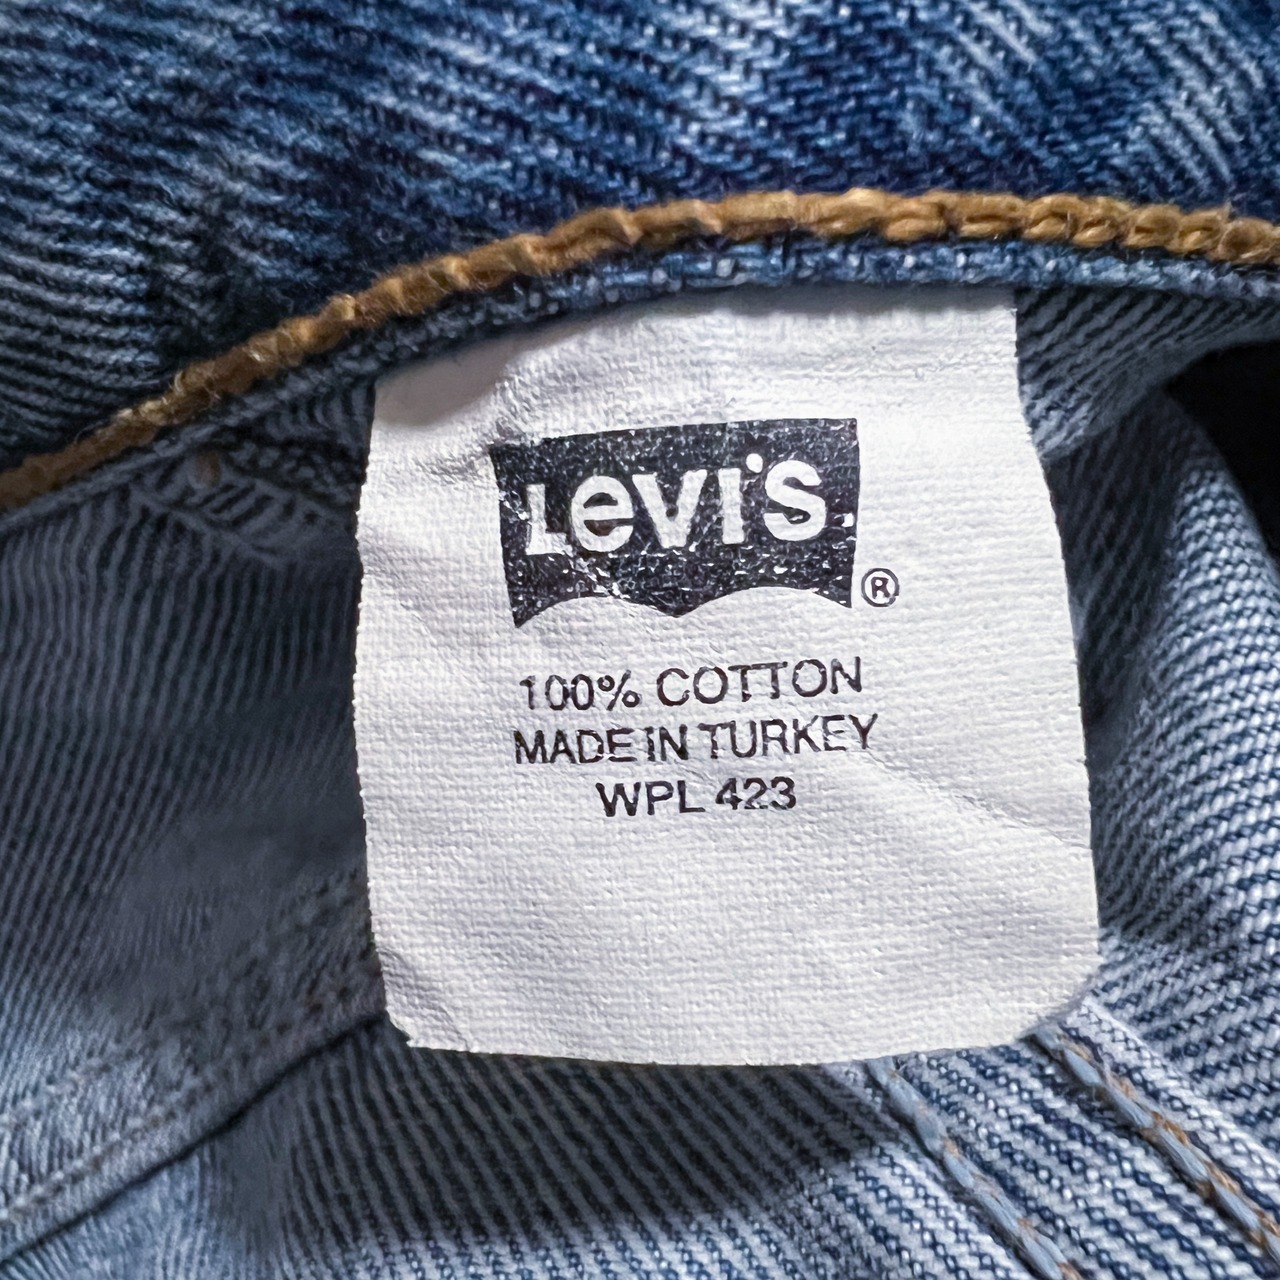 Levi's
®
100% COTTON
MADE IN TURKEY
WPL 423